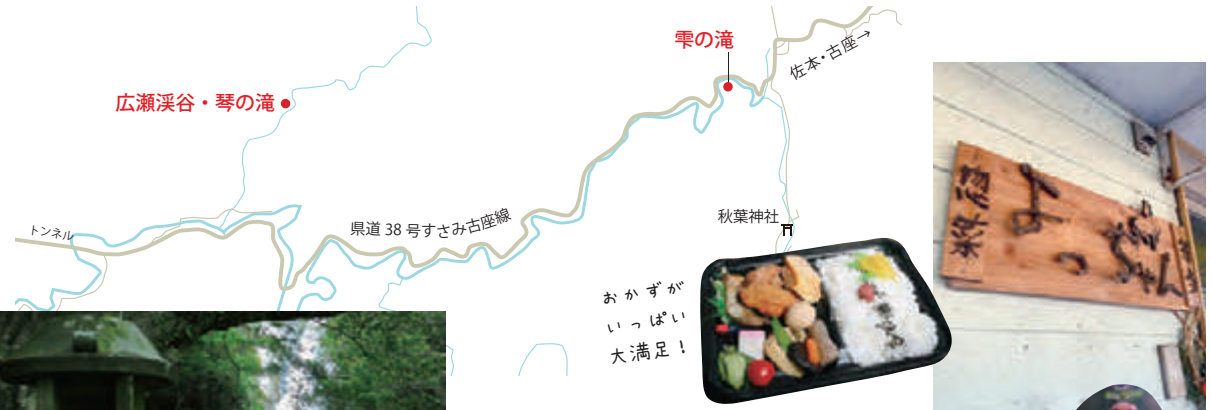 雫の滝
佐本・古座→
広瀬渓谷・琴の滝
トンネル
県道 38 号すさみ古座線
秋葉神社
おかずが
いっぱい
大満足！